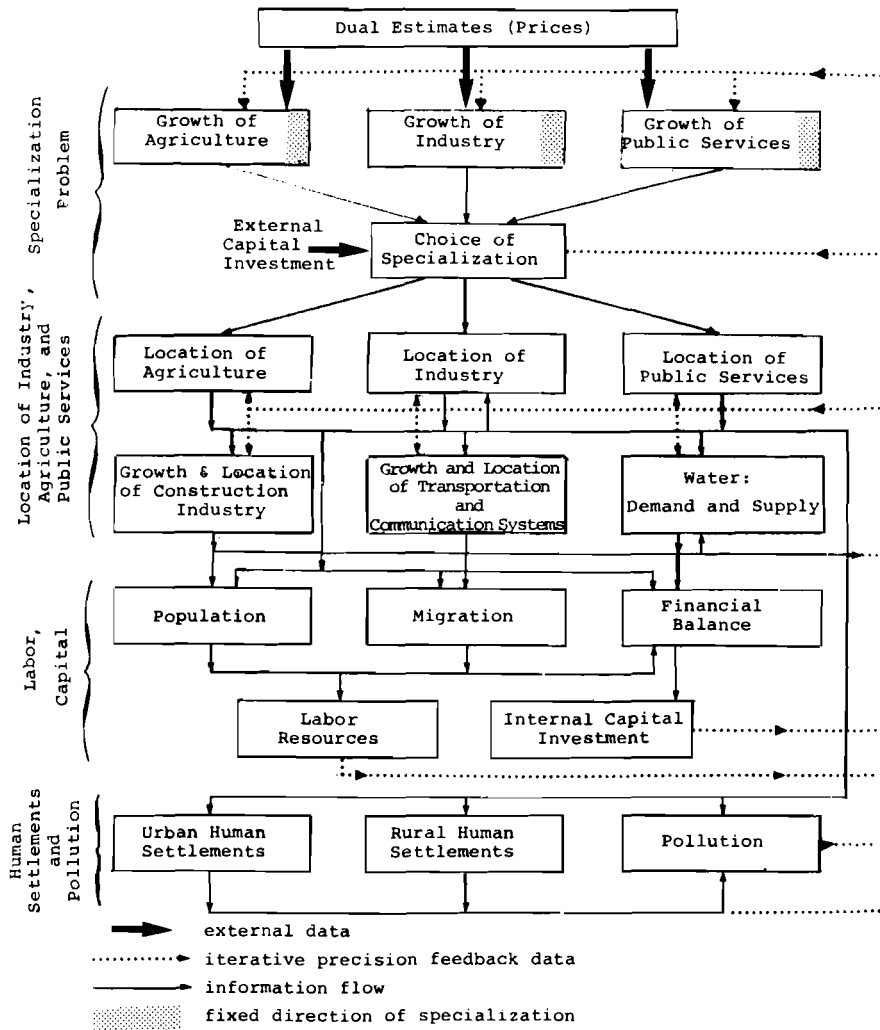 Dual Estimates (Prices)
Specialization
Problem
Growth of
Agriculture
Growth of
Industry
Growth of
Public Services
External
Capital
Investment
Choice of
Specialization
Location of Industry,
Agriculture, and
Public Services
Location of
Agriculture
Location of
Industry
Location of
Public Services
Growth & Location
of Construction
Industry
Growth and Location
of Transportation
and
Communication Systems
Water:
Demand and Supply
Labor,
Capital
Population
Migration
Financial
Balance
Labor
Resources
Internal Capital
Investment
Human
Settlements
and
Pollution
Urban Human
Settlements
Rural Human
Settlements
Pollution
external data
iterative precision feedback data
information flow
fixed direction of specialization